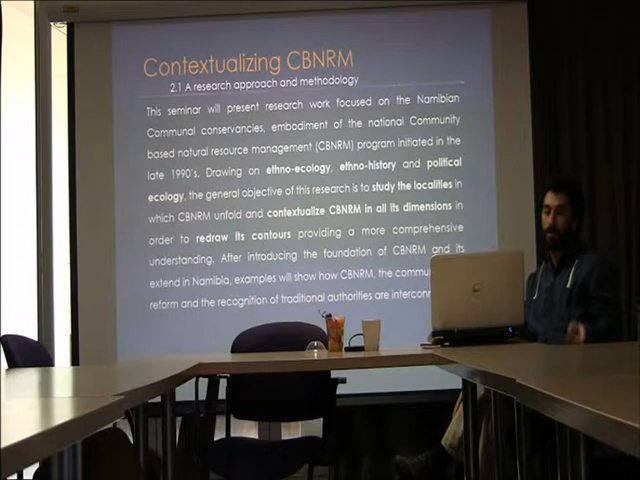 Contextualizing CBNRM
2.1 A research approach and methodology
This seminar will present research work focused on the Namibian
Communal conservancies, embodiment of the national Community
based natural resource management (CBNRM) program initiated in the
late 1990's. Drawing on ethno-ecology, ethno-history and political
ecology, the general objective of this research is to study the localities in
which CBNRM unfold and contextualize CBNRM in all its dimensions in
order to redraw its contours providing a more comprehensive
understanding. After introducing the foundation of CBNRM and its
extend in Namibia, examples will show how CBNRM, the commu
reform and the recognition of traditional authorities are interconn
DELL